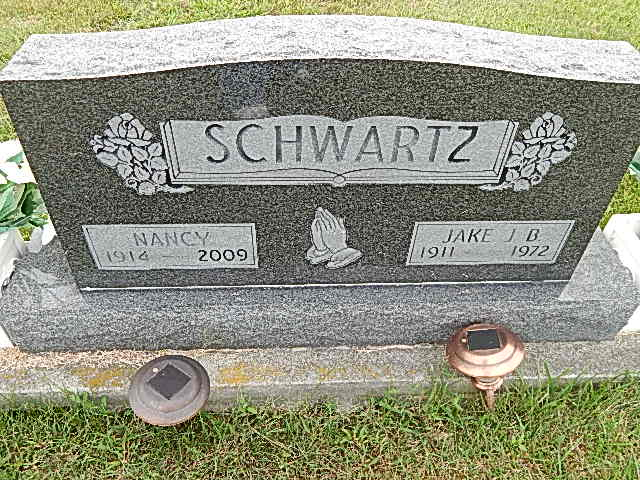 SCHWARTZ
NANCY
1914 — 2009
JAKE J B
1911 — 1972